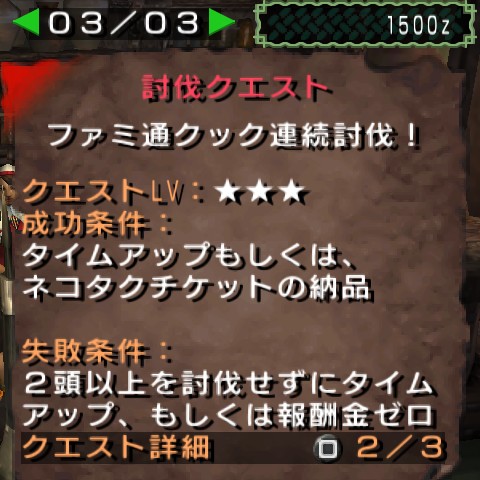 03/03
1500z
討伐クエスト
ファミ通クック連続討伐！
クエストLV：★★★
成功条件：
タイムアップもしくは、
ネコタクチケットの納品
失敗条件：
２頭以上を討伐せずにタイム
アップ、もしくは報酬金ゼロ
クエスト詳細 2/3